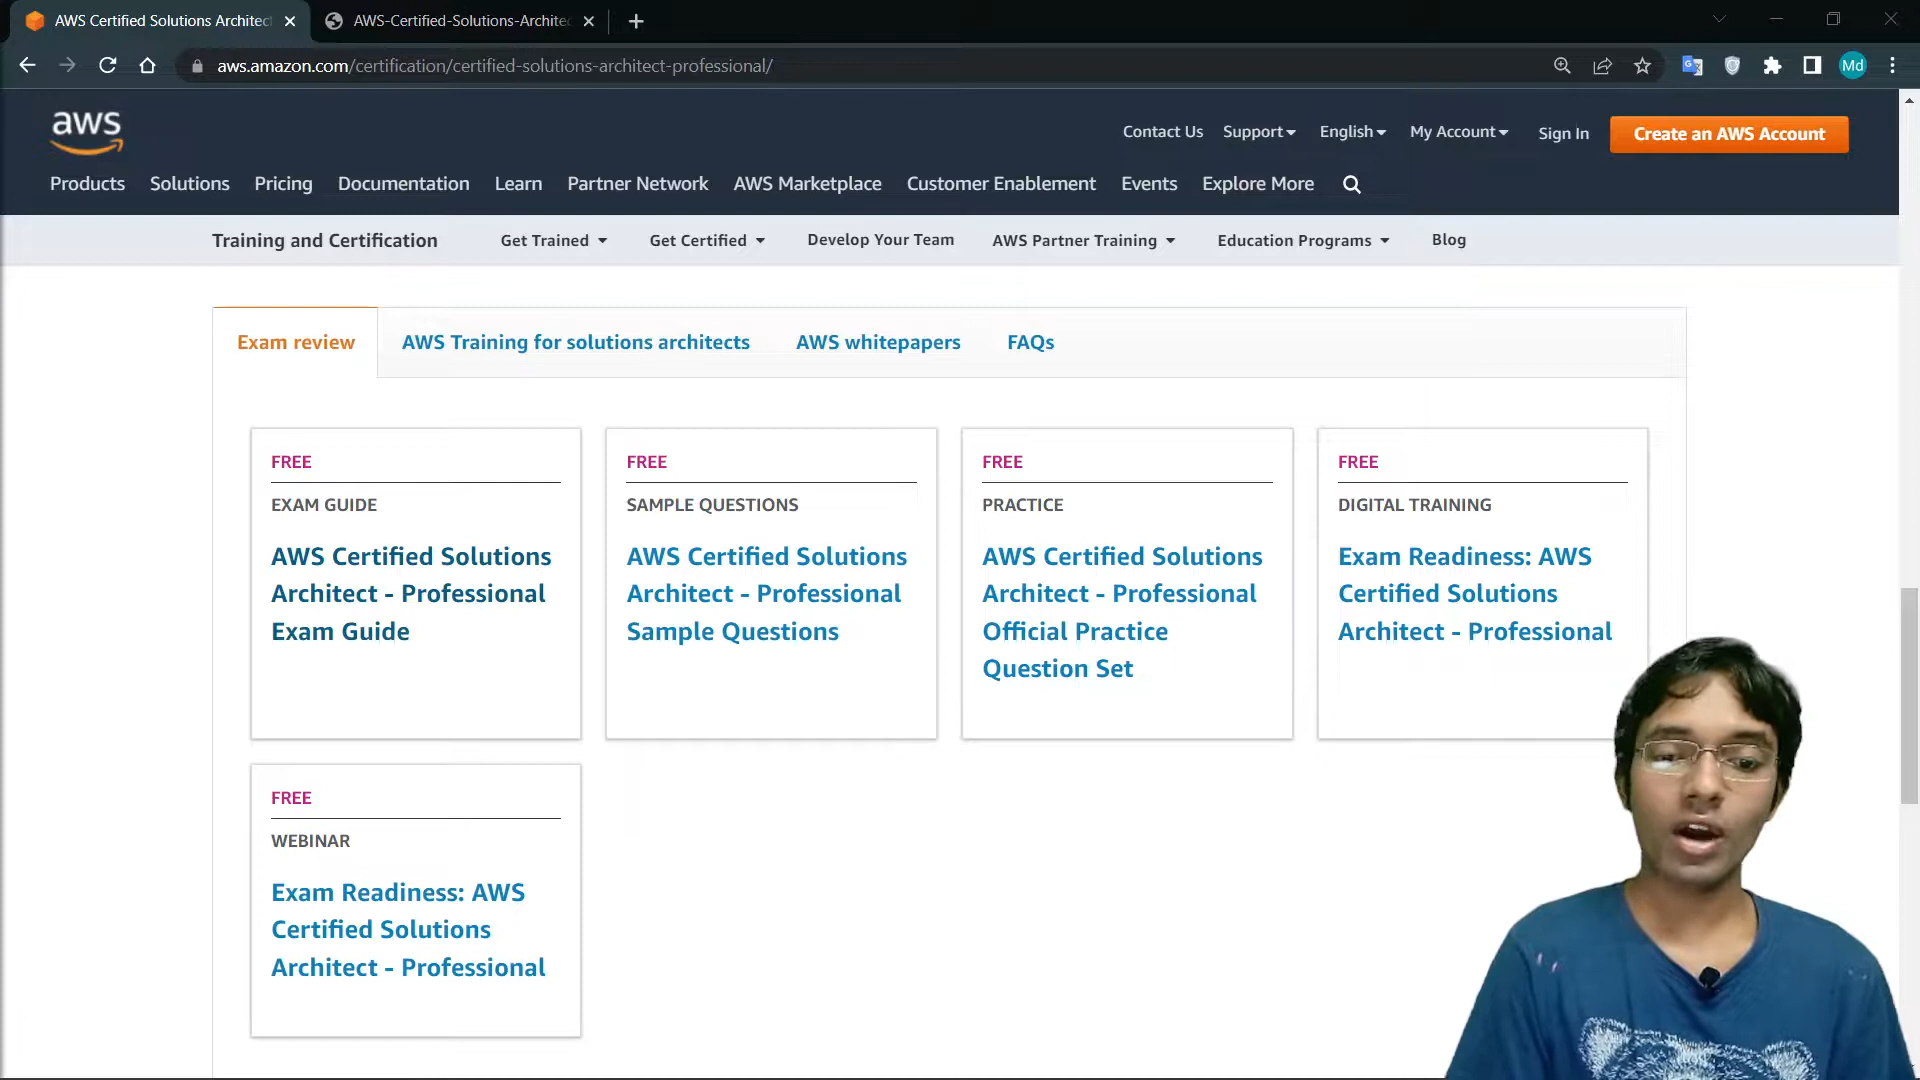 AWS Certified Solutions Architec
AWS-Certified-Solutions-Archite
aws.amazon.com/certification/certified-solutions-architect-professional/
Md
aws
Contact Us Support English My Account Sign In Create an AWS Account
Products Solutions Pricing Documentation Learn Partner Network AWS Marketplace Customer Enablement Events Explore More
Training and Certification Get Trained Get Certified Develop Your Team AWS Partner Training Education Programs Blog
Exam review AWS Training for solutions architects AWS whitepapers FAQs
FREE
EXAM GUIDE
AWS Certified Solutions
Architect - Professional
Exam Guide
FREE
SAMPLE QUESTIONS
AWS Certified Solutions
Architect - Professional
Sample Questions
FREE
PRACTICE
AWS Certified Solutions
Architect - Professional
Official Practice
Question Set
FREE
DIGITAL TRAINING
Exam Readiness: AWS
Certified Solutions
Architect - Professional
FREE
WEBINAR
Exam Readiness: AWS
Certified Solutions
Architect - Professional